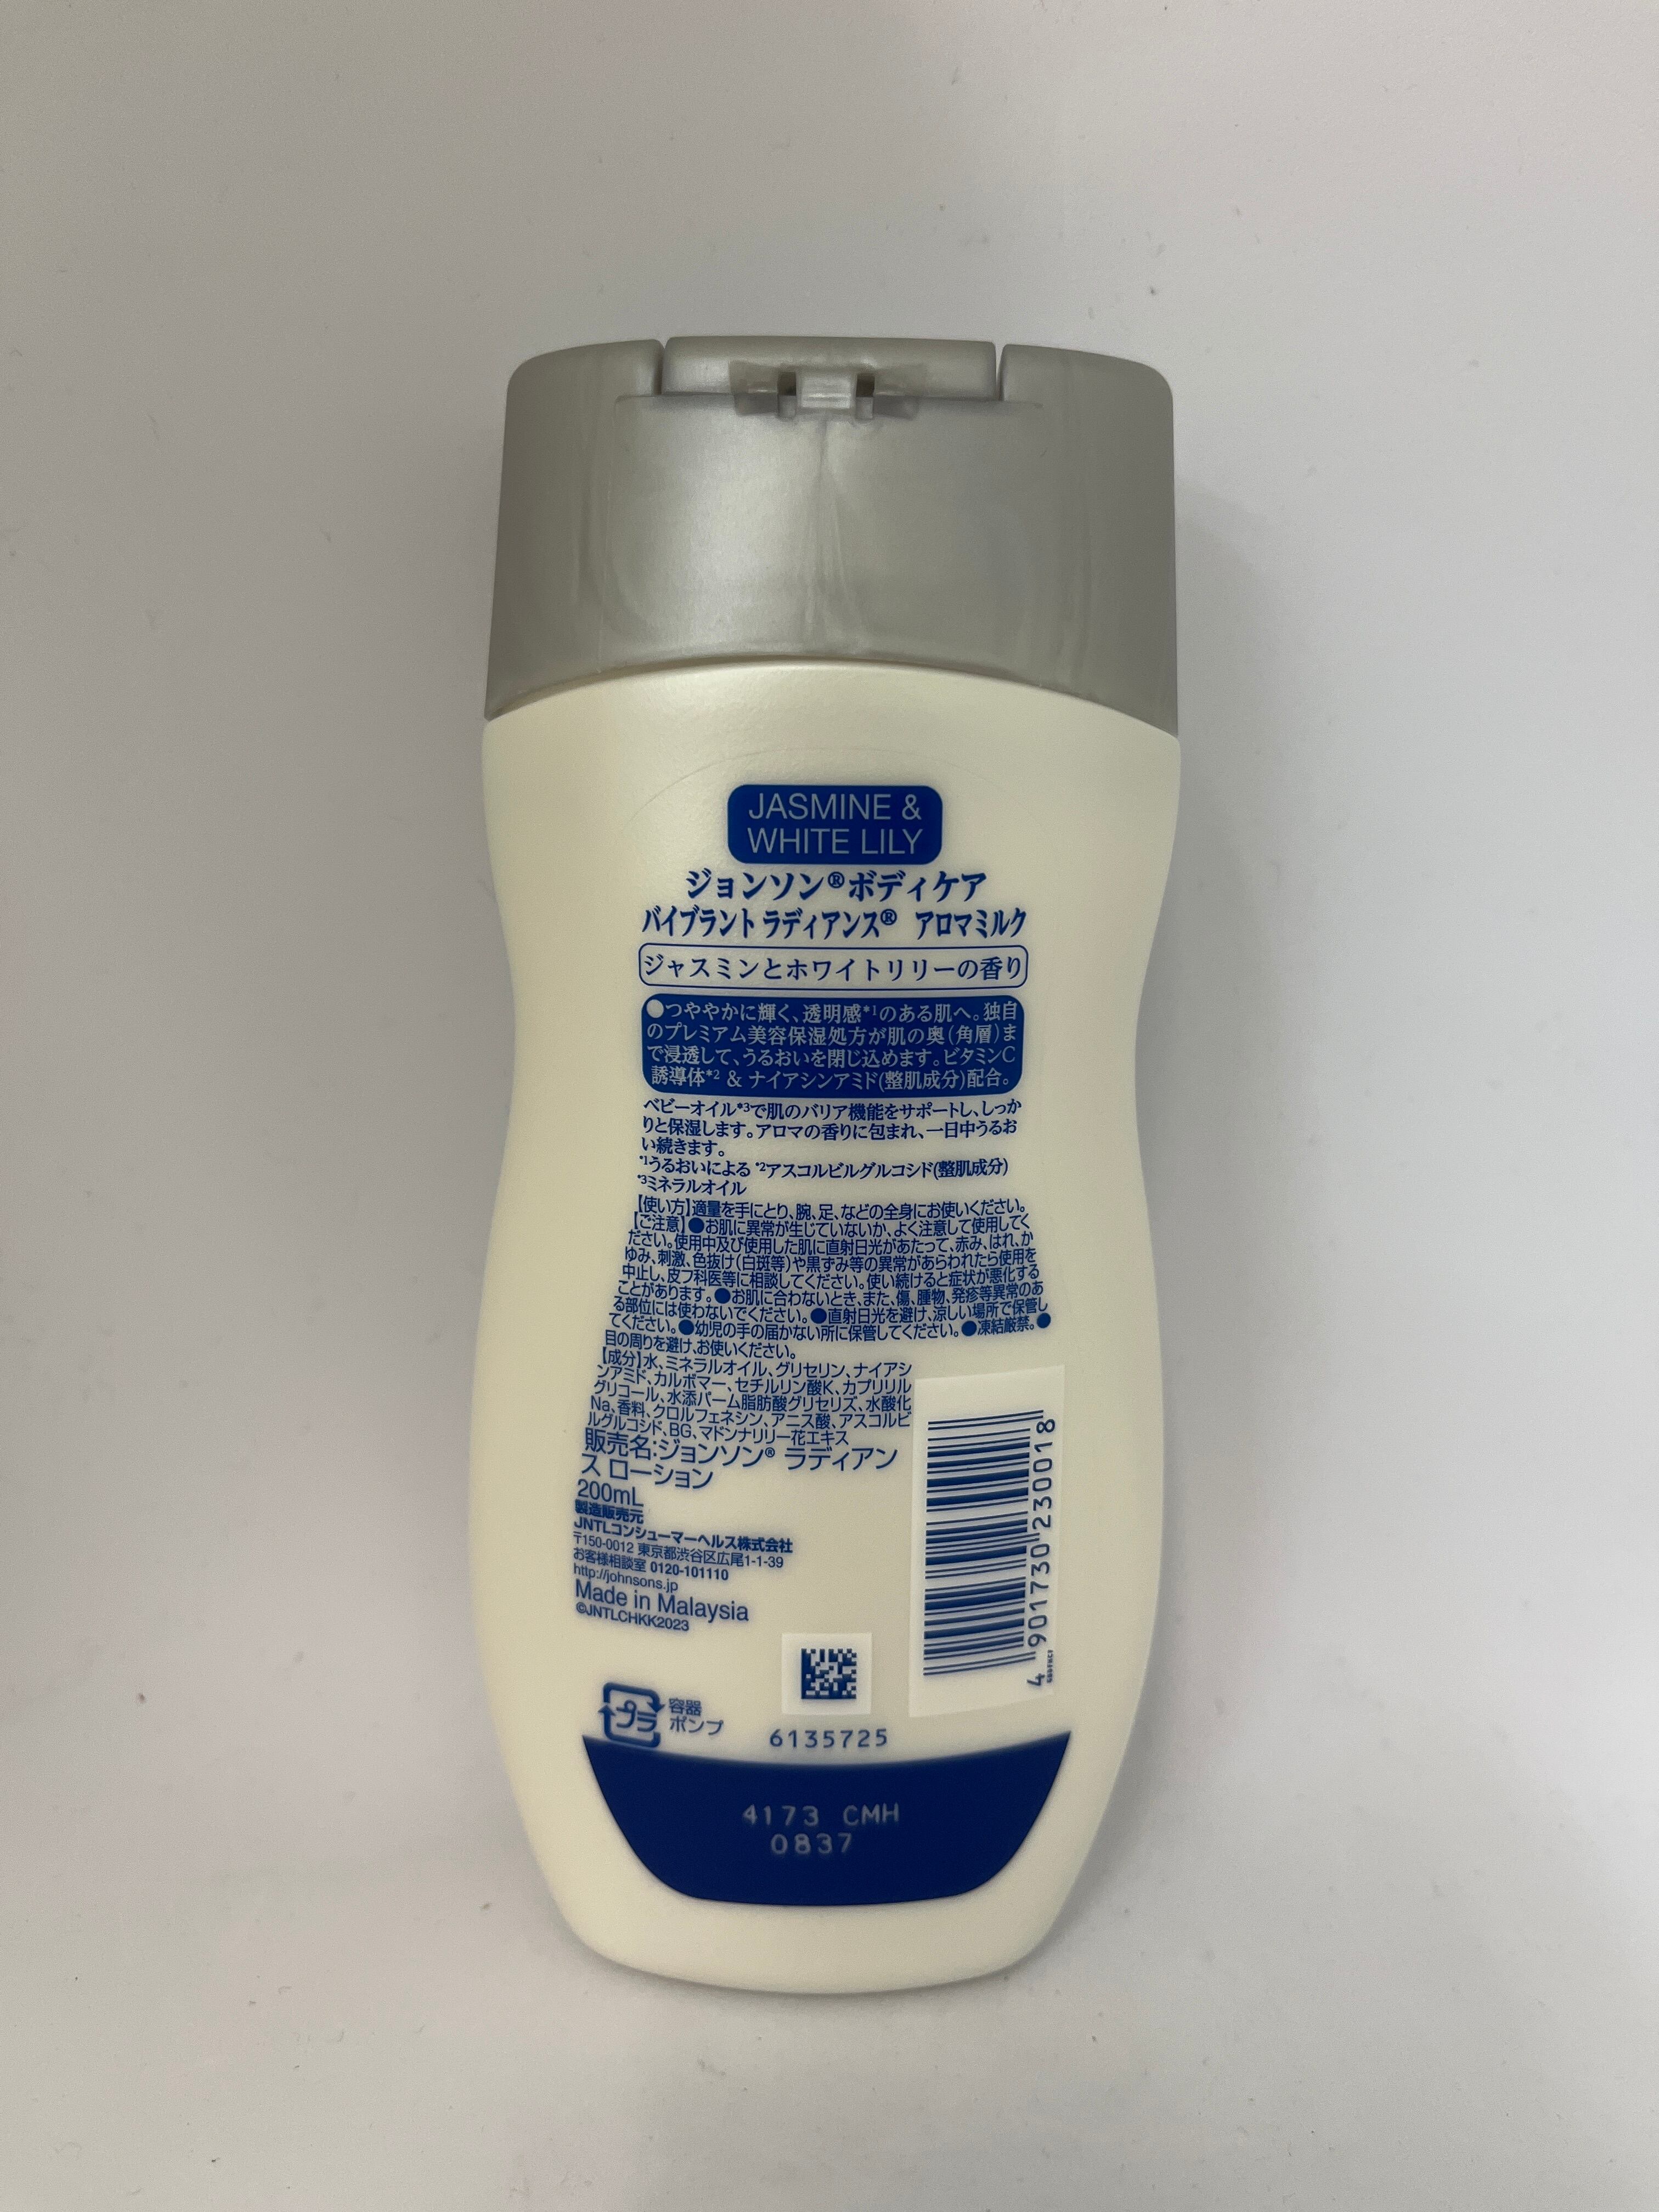 JASMINE &
WHITE LILY
ジョンソン®ボディケア
バイブラント ラディアンス® アロマミルク
ジャスミンとホワイトリリーの香り
●つややかに輝く、透明感*1のある肌へ。独自
のプレミアム美容保湿処方が肌の奥(角層)ま
で浸透して、うるおいを閉じ込めます。ビタミンC
誘導体*2 & ナイアシンアミド(整肌成分)配合。
ベビーオイル*3で肌のバリア機能をサポートし、しっか
りと保湿します。アロマの香りに包まれ、一日中うるお
い続きます。
*1うるおいによる *2アスコルビルグルコシド(整肌成分)
*3ミネラルオイル
【使い方】適量を手にとり、腕、足、などの全身にお使いください。
【ご注意】●お肌に異常が生じていないか、よく注意して使用してく
ださい。使用中及び使用した肌に直射日光があたって、赤み、はれ、か
ゆみ、刺激、色抜け(白斑等)や黒ずみ等の異常があらわれたら使用を
中止し、皮フ科医等に相談してください。使い続けると症状が悪化する
ことがあります。●お肌に合わないとき、また、傷、腫物、発疹等異常のあ
る部位には使わないでください。●直射日光を避け、涼しい場所で保管し
てください。●幼児の手の届かない所に保管してください。●凍結厳禁。●
目の周りを避け、お使いください。
【成分】水、ミネラルオイル、グリセリン、ナイアシ
ンアミド、カルボマー、セチルリン酸K、カプリリル
グリコール、水添パーム脂肪酸グリセリズ、水酸化
Na、香料、クロルフェネシン、アニス酸、アスコルビ
ルグルコシド、BG、マドンナリリー花エキス
販売名:ジョンソン® ラディアン
ス ローション
200mL
製造販売元
JNTLコンシューマーヘルス株式会社
〒150-0012 東京都渋谷区広尾1-1-39
お客様相談室 0120-101110
http://johnsons.jp
Made in Malaysia
©JNTLCHKK2023
4 901730 230018
プラ
容器
ポンプ
6135725
4173 CMH
0837